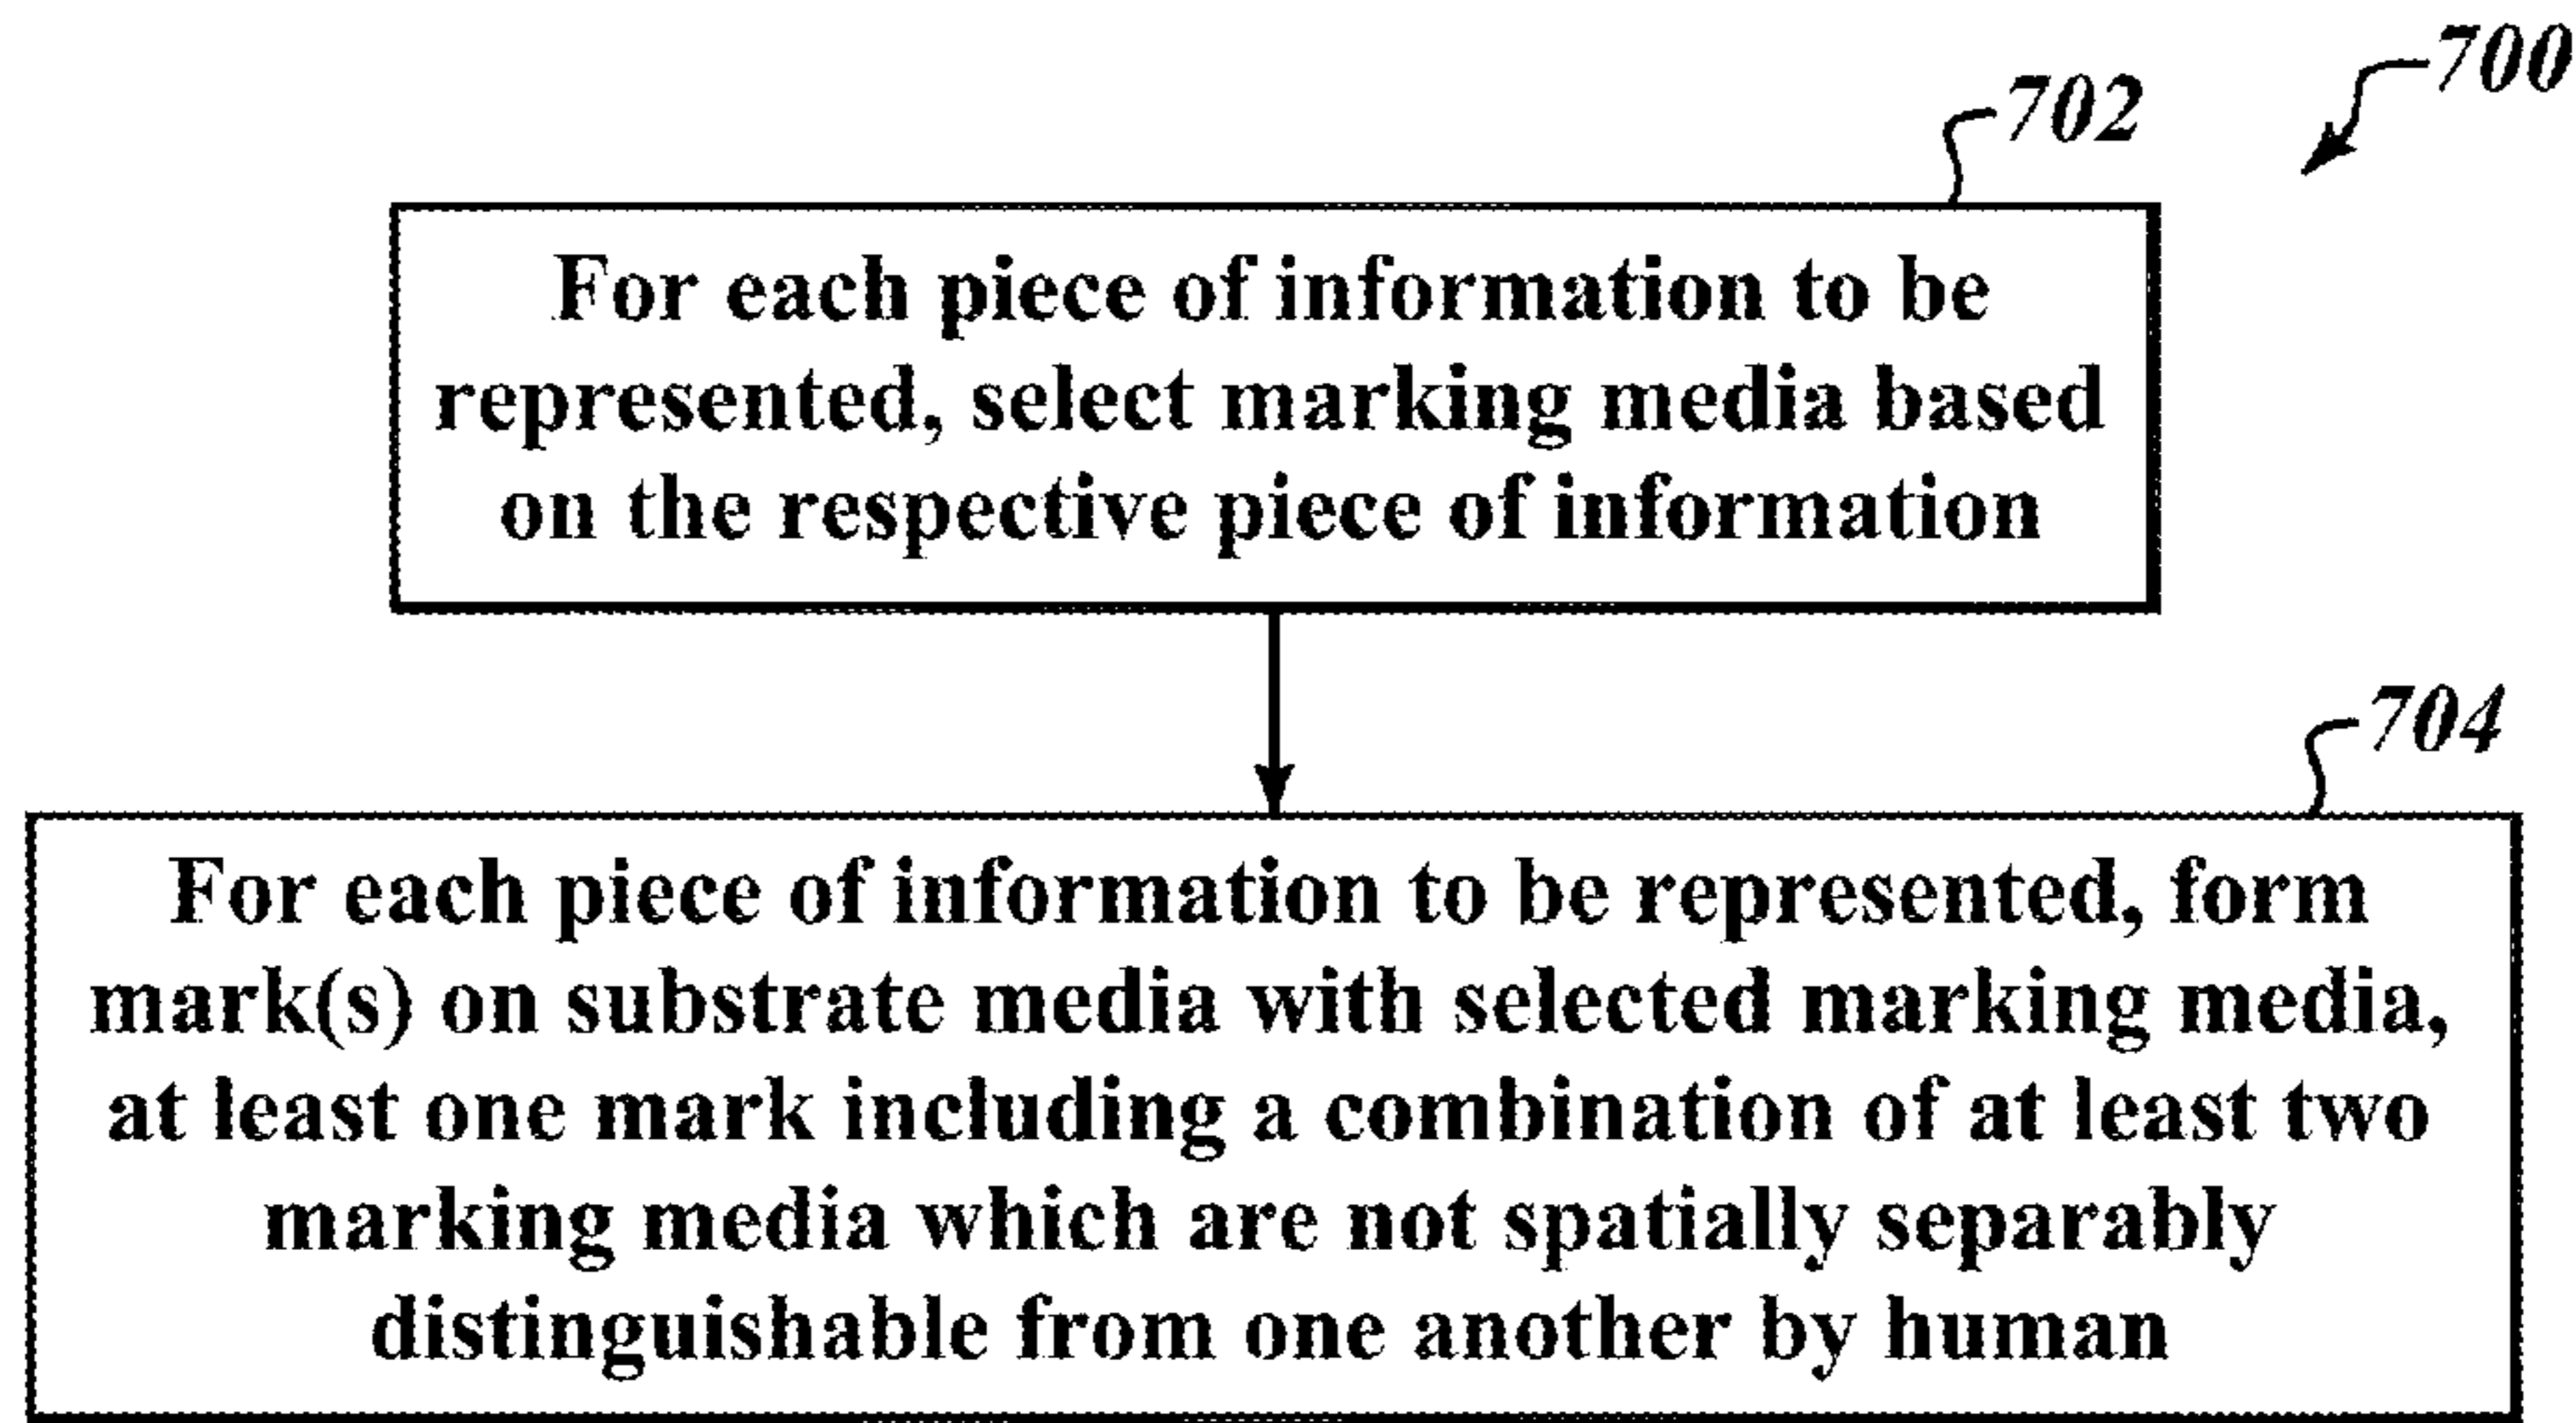 700
702
For each piece of information to be
represented, select marking media based
on the respective piece of information
704
For each piece of information to be represented, form
mark(s) on substrate media with selected marking media,
at least one mark including a combination of at least two
marking media which are not spatially separably
distinguishable from one another by human